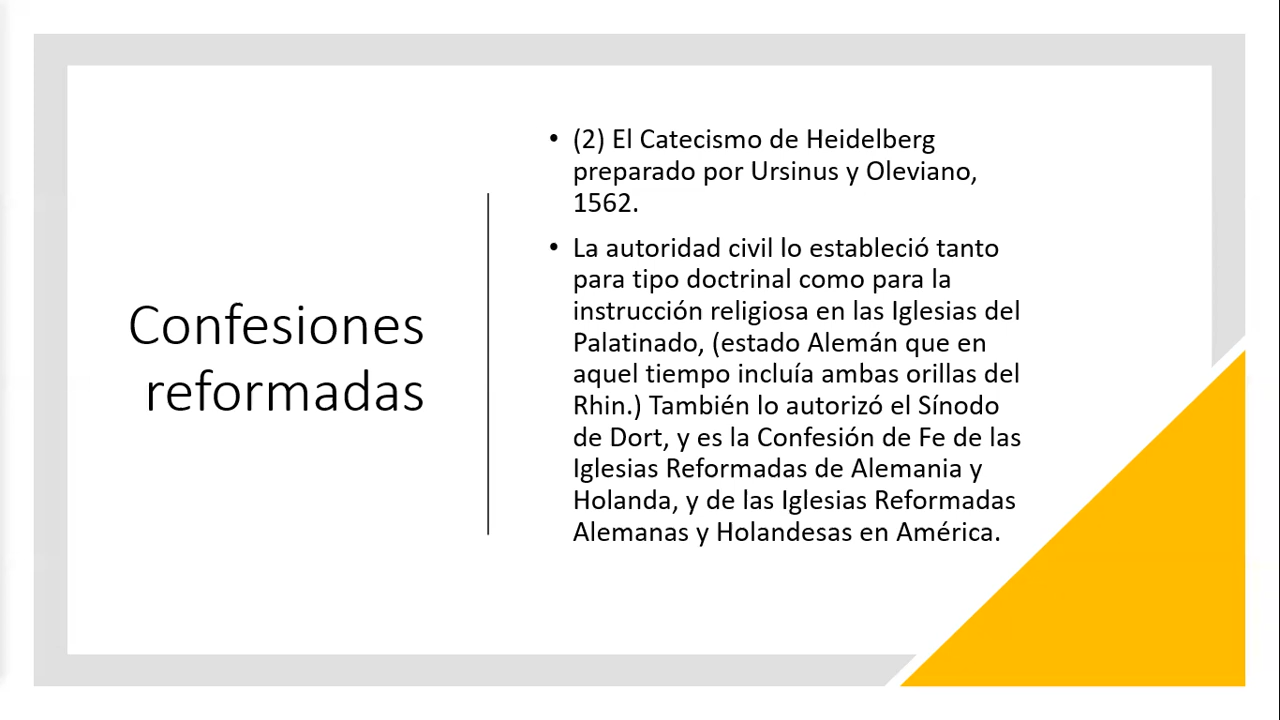 Confesiones
reformadas
• (2) El Catecismo de Heidelberg
preparado por Ursinus y Oleviano,
1562.
• La autoridad civil lo estableció tanto
para tipo doctrinal como para la
instrucción religiosa en las Iglesias del
Palatinado, (estado Alemán que en
aquel tiempo incluía ambas orillas del
Rhin.) También lo autorizó el Sínodo
de Dort, y es la Confesión de Fe de las
Iglesias Reformadas de Alemania y
Holanda, y de las Iglesias Reformadas
Alemanas y Holandesas en América.